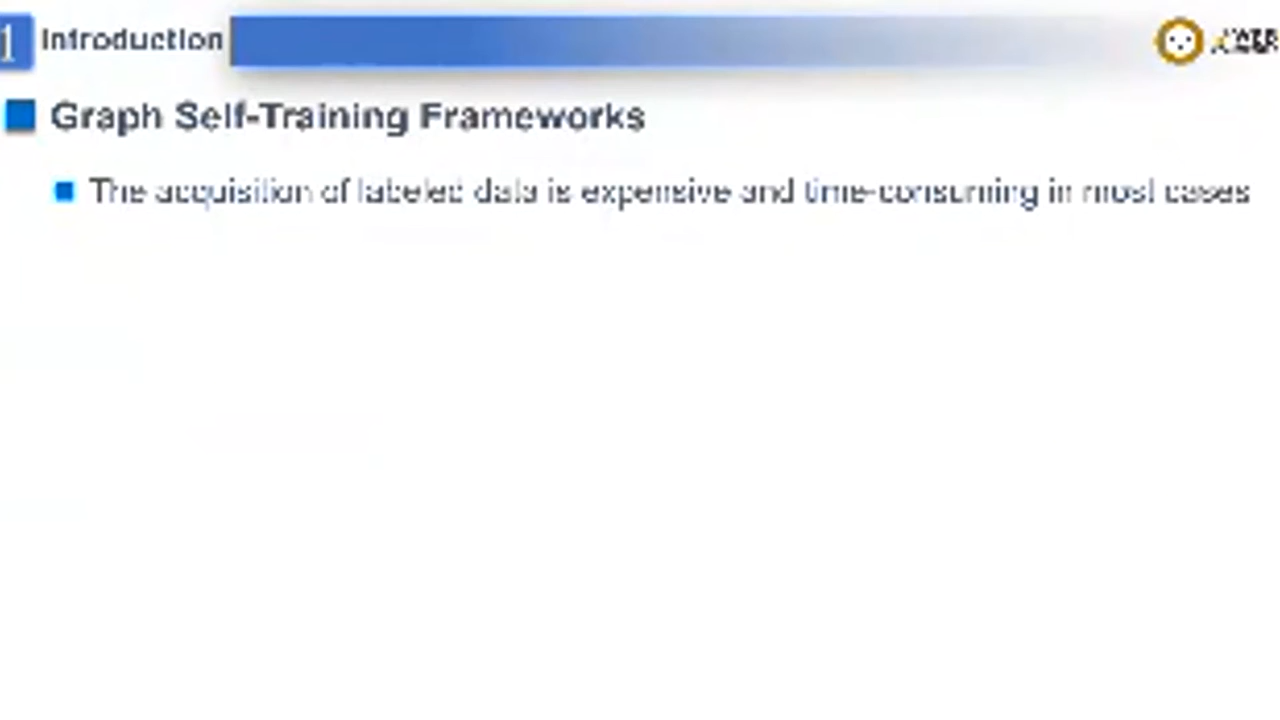 1 Introduction
Graph Self-Training Frameworks
The acquisition of labeled data is expensive and time-consuming in most cases